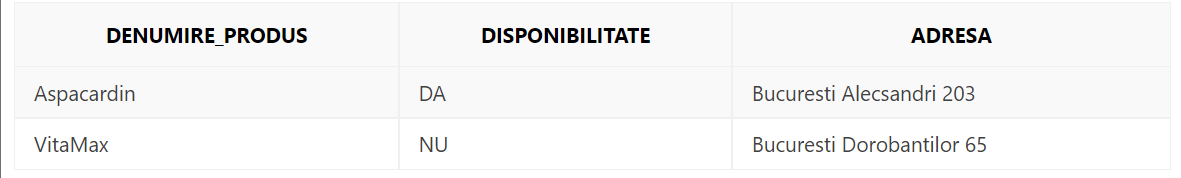 DENUMIRE_PRODUS DISPONIBILITATE ADRESA
Aspacardin DA Bucuresti Alecsandri 203
VitaMax NU Bucuresti Dorobantilor 65